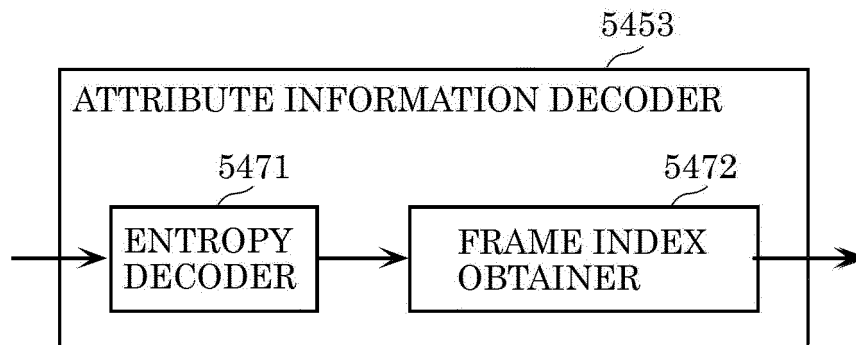 5453
ATTRIBUTE INFORMATION DECODER
5471
5472
ENTROPY
DECODER
FRAME INDEX
OBTAINER